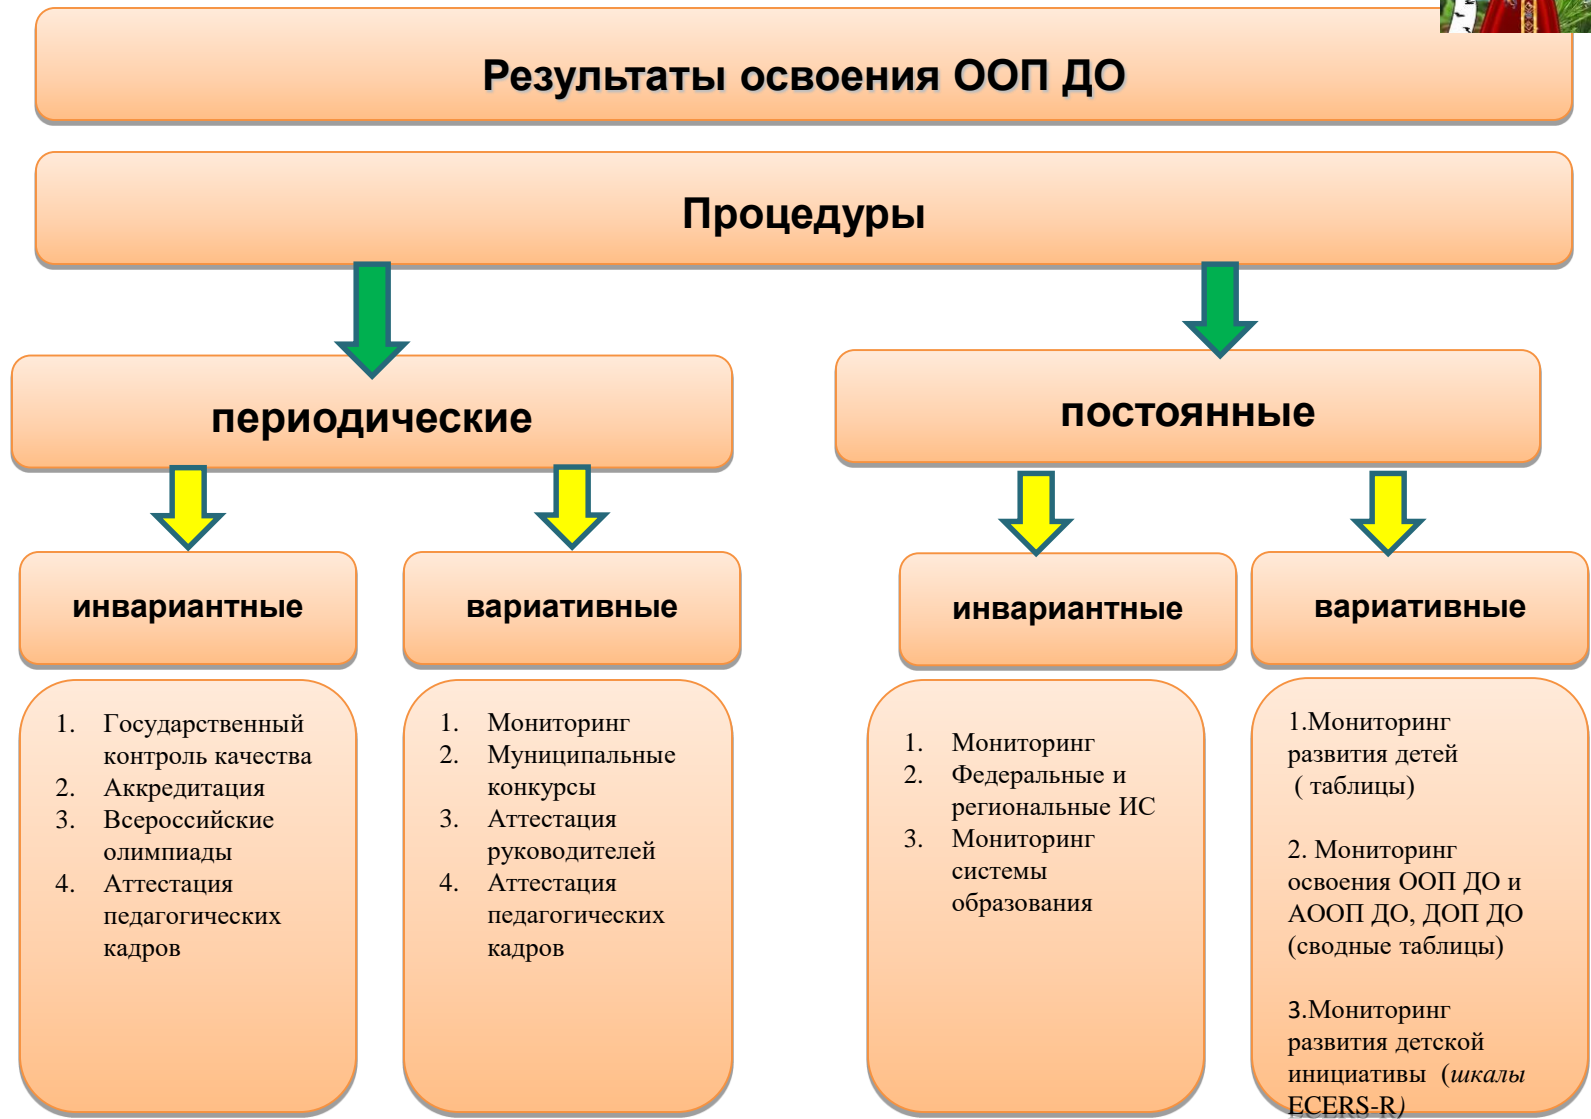 Результаты освоения ООП ДО
Процедуры
периодические
постоянные
инвариантные
вариативные
инвариантные
вариативные
1. Государственный
контроль качества
2. Аккредитация
3. Всероссийские
олимпиады
4. Аттестация
педагогических
кадров
1. Мониторинг
2. Муниципальные
конкурсы
3. Аттестация
руководителей
4. Аттестация
педагогических
кадров
1. Мониторинг
2. Федеральные и
региональные ИС
3. Мониторинг
системы
образования
1.Мониторинг
развития детей
( таблицы)
2. Мониторинг
освоения ООП ДО и
АООП ДО, ДОП ДО
(сводные таблицы)
3.Мониторинг
развития детской
инициативы (шкалы
ECERS-R)